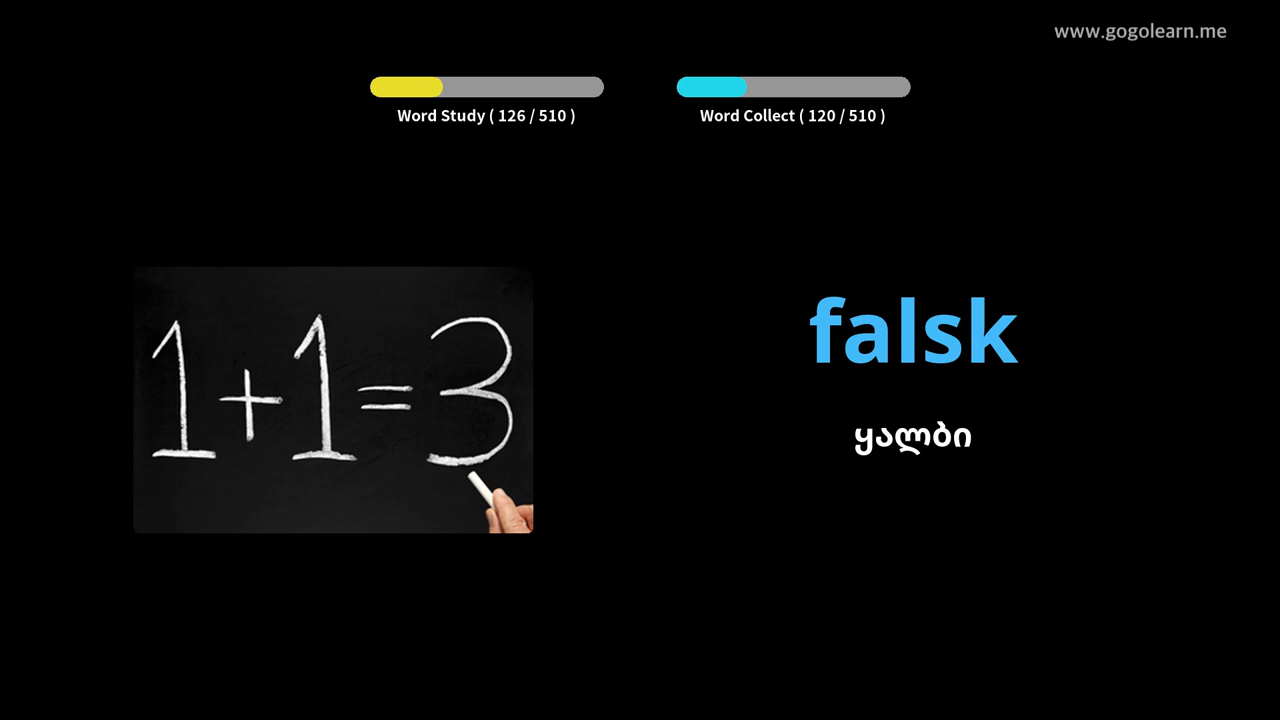 www.gogolearn.me
Word Study ( 126 / 510 )
Word Collect ( 120 / 510 )
1+1=3
falsk
ყალბი